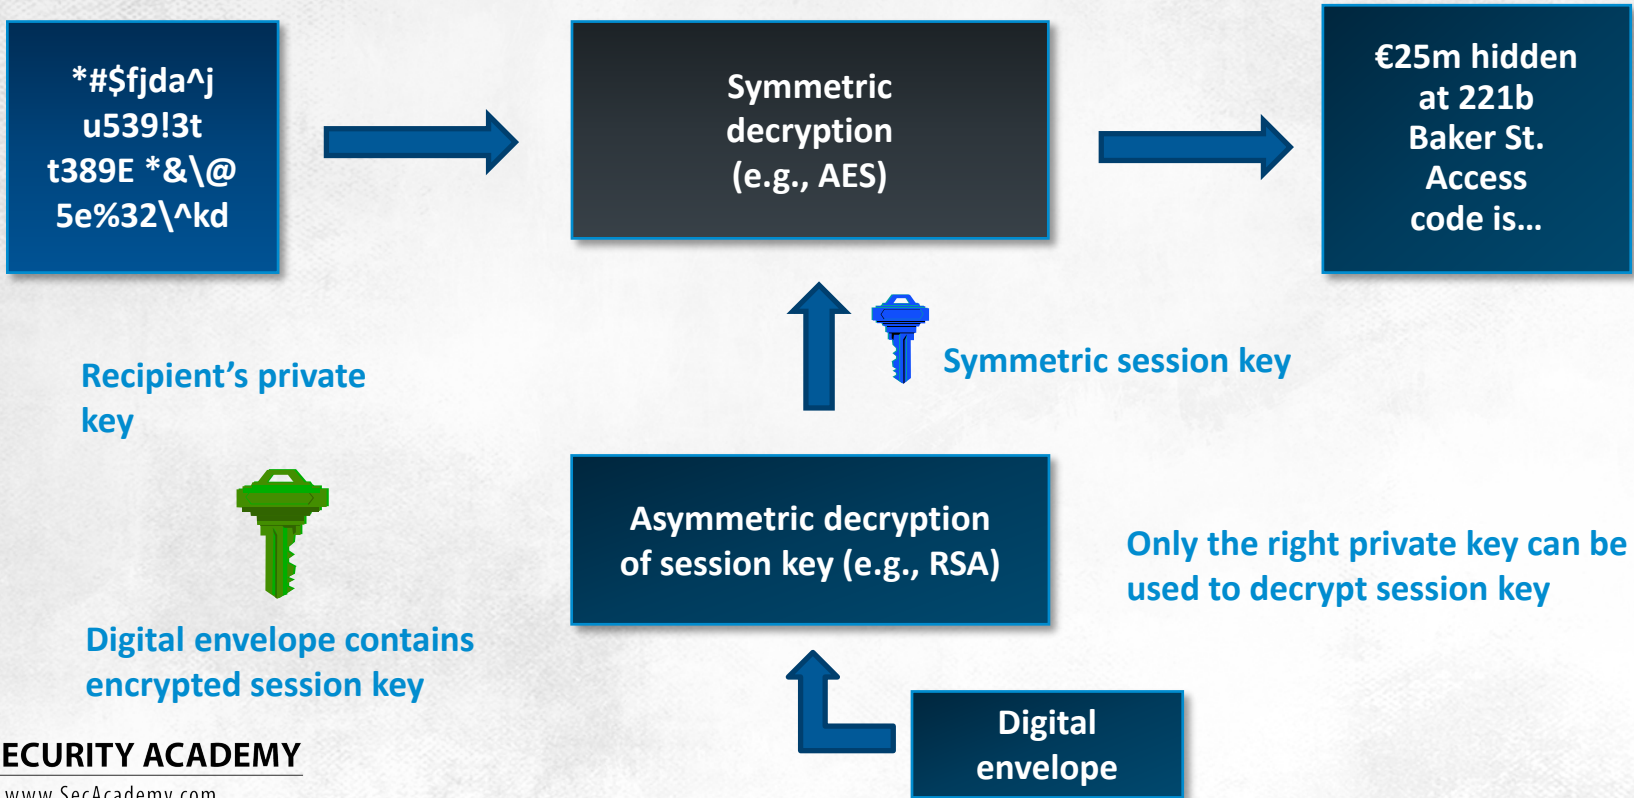 *#$fjda^j
u539!3t
t389E *&\@
5e%32\^kd
Symmetric
decryption
(e.g., AES)
€25m hidden
at 221b
Baker St.
Access
code is…
Symmetric session key
Recipient’s private
key
Asymmetric decryption
of session key (e.g., RSA)
Only the right private key can be
used to decrypt session key
Digital envelope contains
encrypted session key
Digital
envelope
ECURITY ACADEMY
www.SecAcademy.com